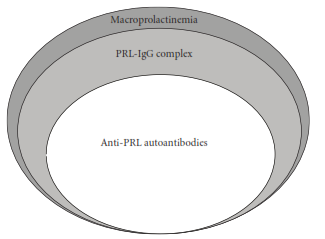 Macroprolactinemia
PRL-IgG complex
Anti-PRL autoantibodies